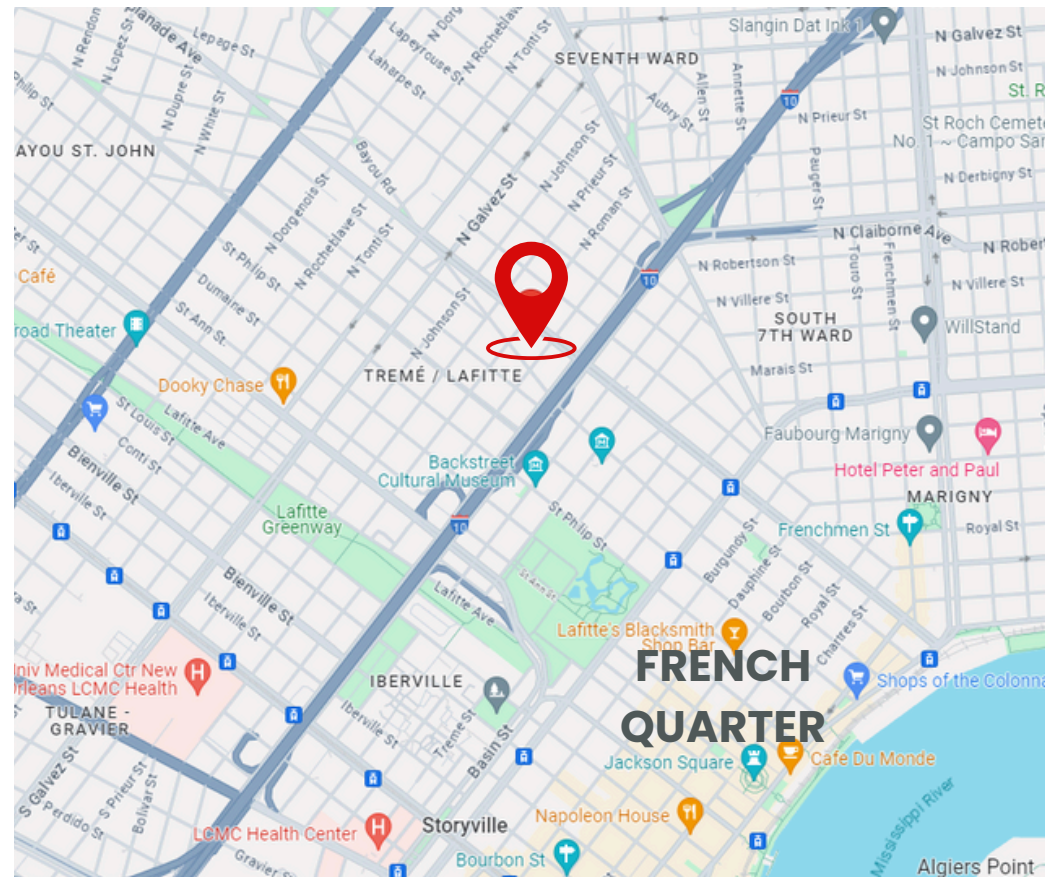 Slangin Dat Ink 1
N Galvez St
Lepage St
N Rendon
N Lopez St
N Dupre St
N White St
Lapeyrouse St
Laharpe St
N Rocheblave St
N Tonti St
SEVENTH WARD
Allen St
Annette St
N Johnson St
Aubry St
10
N Prieur St
St Roch Cemete
No. 1 ~ Campo San
Philip St
AYOU ST. JOHN
Bayou Rd
N Galvez St
N Johnson St
N Prieur St
N Roman St
Pauger St
N Derbigny St
N Dorgenois St
N Rocheblave St
N Tonti St
St Philip St
N Claiborne Ave
N Robertson St
Touro St
Frenchmen St
N Robert
Café
Dumaine St
St Ann St
10
N Villere St
N Villere St
N Johnson St
SOUTH
7TH WARD
WillStand
road Theater
Marais St
TREMÉ / LAFITTE
Dooky Chase
St Louis St
Lafitte Ave
Conti St
Faubourg Marigny
Bienville St
Iberville St
Backstreet
Cultural Museum
Hotel Peter and Paul
MARIGNY
Lafitte
Greenway
10
St Philip St
Frenchmen St
Royal St
Burgundy St
Dauphine St
Bourbon St
Royal St
Chartres St
Bienville St
Iberville St
St Ann St
Lafitte Ave
Lafitte's Blacksmith
Shop Bar
FRENCH
QUARTER
Univ Medical Ctr New
Orleans LCMC Health
IBERVILLE
Shops of the Colonna
TULANE -
GRAVIER
Iberville St
Treme St
Basin St
Jackson Square
Cafe Du Monde
S Galvez St
S Prieur St
Bolivar St
Perdido St
Napoleon House
Mississippi River
LCMC Health Center
Storyville
Gravier St
Bourbon St
Algiers Point